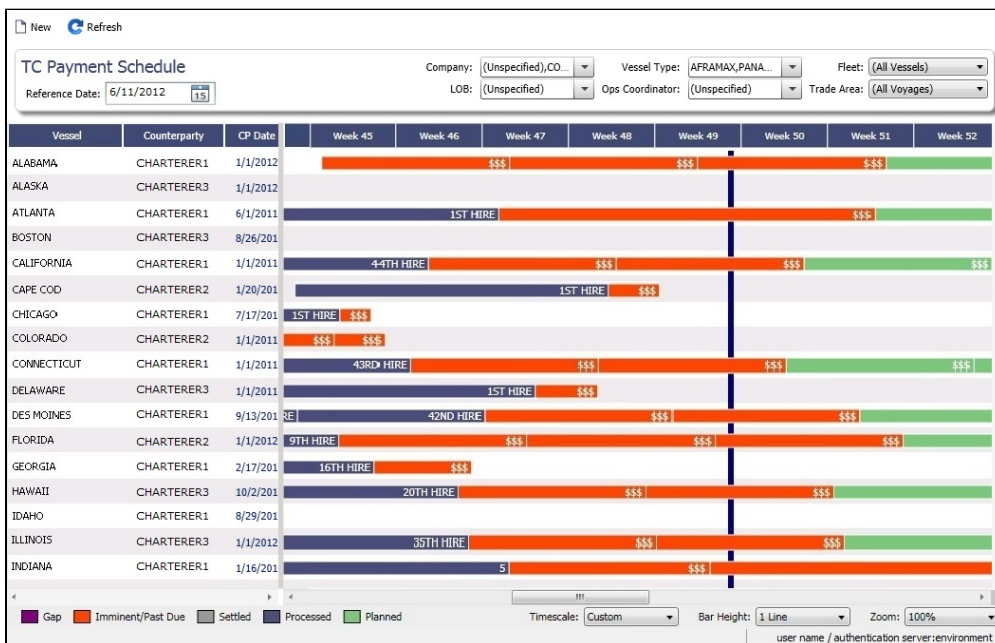 New Refresh
TC Payment Schedule
Reference Date: 6/11/2012 15
Company: (Unspecified),CO... Vessel Type: AFRAMAX,PANA... Fleet: (All Vessels)
LOB: (Unspecified) Ops Coordinator: (Unspecified) Trade Area: (All Voyages)
Vessel Counterparty CP Date Week 45 Week 46 Week 47 Week 48 Week 49 Week 50 Week 51 Week 52
ALABAMA CHARTERER1 1/1/2012 $$$ $$$ $$$
ALASKA CHARTERER3 1/1/2012
ATLANTA CHARTERER1 6/1/2011 1ST HIRE $$$
BOSTON CHARTERER3 8/26/201
CALIFORNIA CHARTERER1 1/1/2011 44TH HIRE $$$ $$$ $$$
CAPE COD CHARTERER2 1/20/201 1ST HIRE $$$
CHICAGO CHARTERER1 7/17/201 1ST HIRE $$$
COLORADO CHARTERER2 1/1/2011 $$$ $$$
CONNECTICUT CHARTERER1 1/1/2011 43RD HIRE $$$ $$$ $$$
DELAWARE CHARTERER3 1/1/2011 1ST HIRE $$$
DES MOINES CHARTERER1 9/13/201 RE 42ND HIRE $$$ $$$
FLORIDA CHARTERER2 1/1/2012 9TH HIRE $$$ $$$ $$$
GEORGIA CHARTERER1 2/17/201 16TH HIRE $$$
HAWAII CHARTERER3 10/2/201 20TH HIRE $$$ $$$
IDAHO CHARTERER1 8/29/201
ILLINOIS CHARTERER3 1/1/2012 35TH HIRE $$$ $$$
INDIANA CHARTERER1 1/16/201 5 $$$
Gap Imminent/Past Due Settled Processed Planned Timescale: Custom Bar Height: 1 Line Zoom: 100%
user name / authentication server:environment